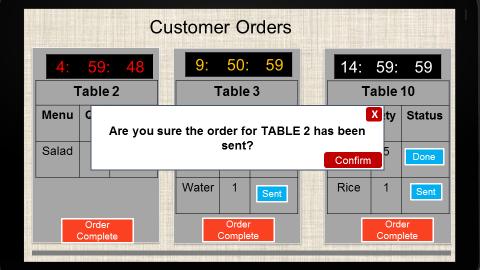 Customer Orders
4: 59: 48
9: 50: 59
14: 59: 59
Table 2
Table 3
Table 10
Menu
ty Status
Are you sure the order for TABLE 2 has been
sent?
X
Confirm
Salad
5 Done
Water 1 Sent
Rice 1 Sent
Order
Complete
Order
Complete
Order
Complete